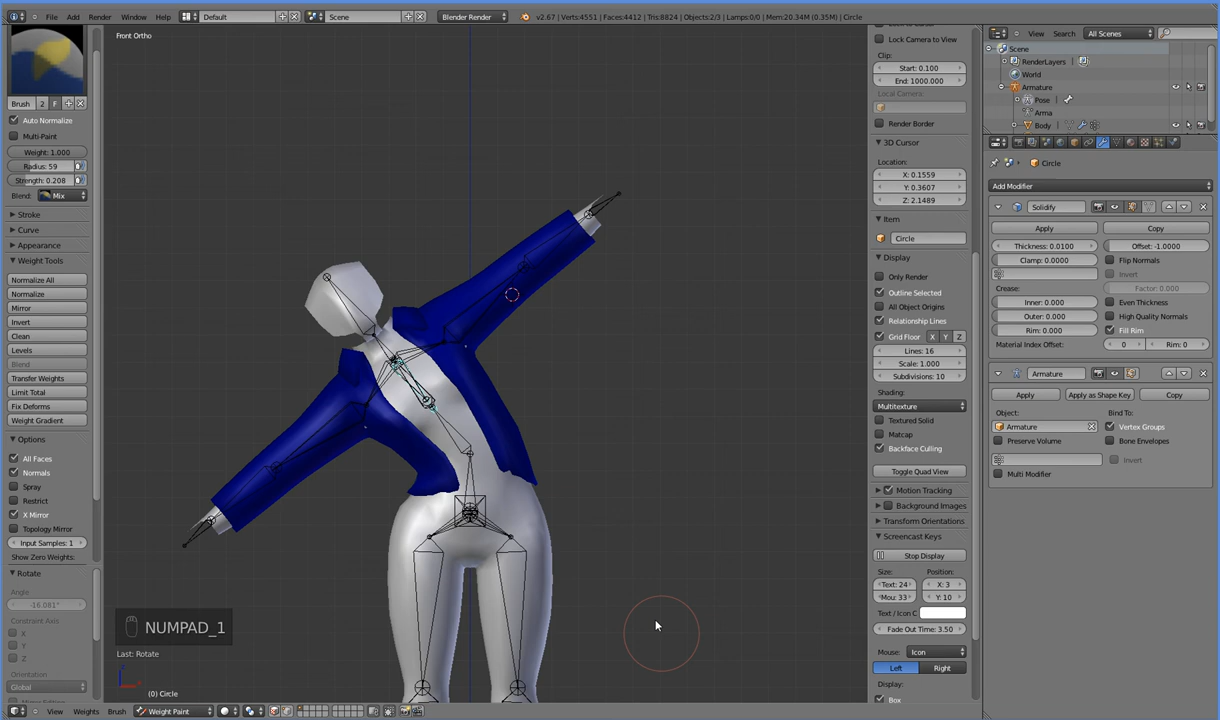 File Add Render Window Help Default Scene Blender Render v2.67 | Verts:4551 | Faces:4412 | Tris:8824 | Objects:2/3 | Lamps:0/0 | Mem:20.34M (0.35M) | Circle
Front Ortho
Brush 2 F
Auto Normalize
Multi-Paint
Weight: 1.000
Radius: 59
Strength: 0.208
Blend: Mix
Stroke
Curve
Appearance
Weight Tools
Normalize All
Normalize
Mirror
Invert
Clean
Levels
Blend
Transfer Weights
Limit Total
Fix Deforms
Weight Gradient
Options
All Faces
Normals
Spray
Restrict
X Mirror
Topology Mirror
Input Samples: 1
Show Zero Weights:
Rotate
Angle
-16.081°
Constraint Axis
X
Y
Z
Orientation
Global
NUMPAD_1
Last: Rotate
(0) Circle
View Weights Brush Weight Paint
Lock Camera to View
Clip:
Start: 0.100
End: 1000.000
Local Camera:
Render Border
3D Cursor
Location:
X: 0.1559
Y: 0.3607
Z: 2.1489
Item
Circle
Display
Only Render
Outline Selected
All Object Origins
Relationship Lines
Grid Floor X Y Z
Lines: 16
Scale: 1.000
Subdivisions: 10
Shading:
Multitexture
Textured Solid
Matcap
Backface Culling
Toggle Quad View
Motion Tracking
Background Images
Transform Orientations
Screencast Keys
Stop Display
Size: Position:
Text: 24 X: 3
Mou: 33 Y: 10
Text / Icon C
Fade Out Time: 3.50
Mouse: Icon
Left Right
Display:
Box
View Search All Scenes
Scene
RenderLayers
World
Armature
Pose
Arma
Body
Circle
Add Modifier
Solidify
Apply Copy
Thickness: 0.0100 Offset: -1.0000
Clamp: 0.0000 Flip Normals
Invert
Crease: Factor: 0.000
Inner: 0.000 Even Thickness
Outer: 0.000 High Quality Normals
Rim: 0.000 Fill Rim
Material Index Offset: 0 Rim: 0
Armature
Apply Apply as Shape Key Copy
Object: Bind To:
Armature Vertex Groups
Preserve Volume Bone Envelopes
Invert
Multi Modifier